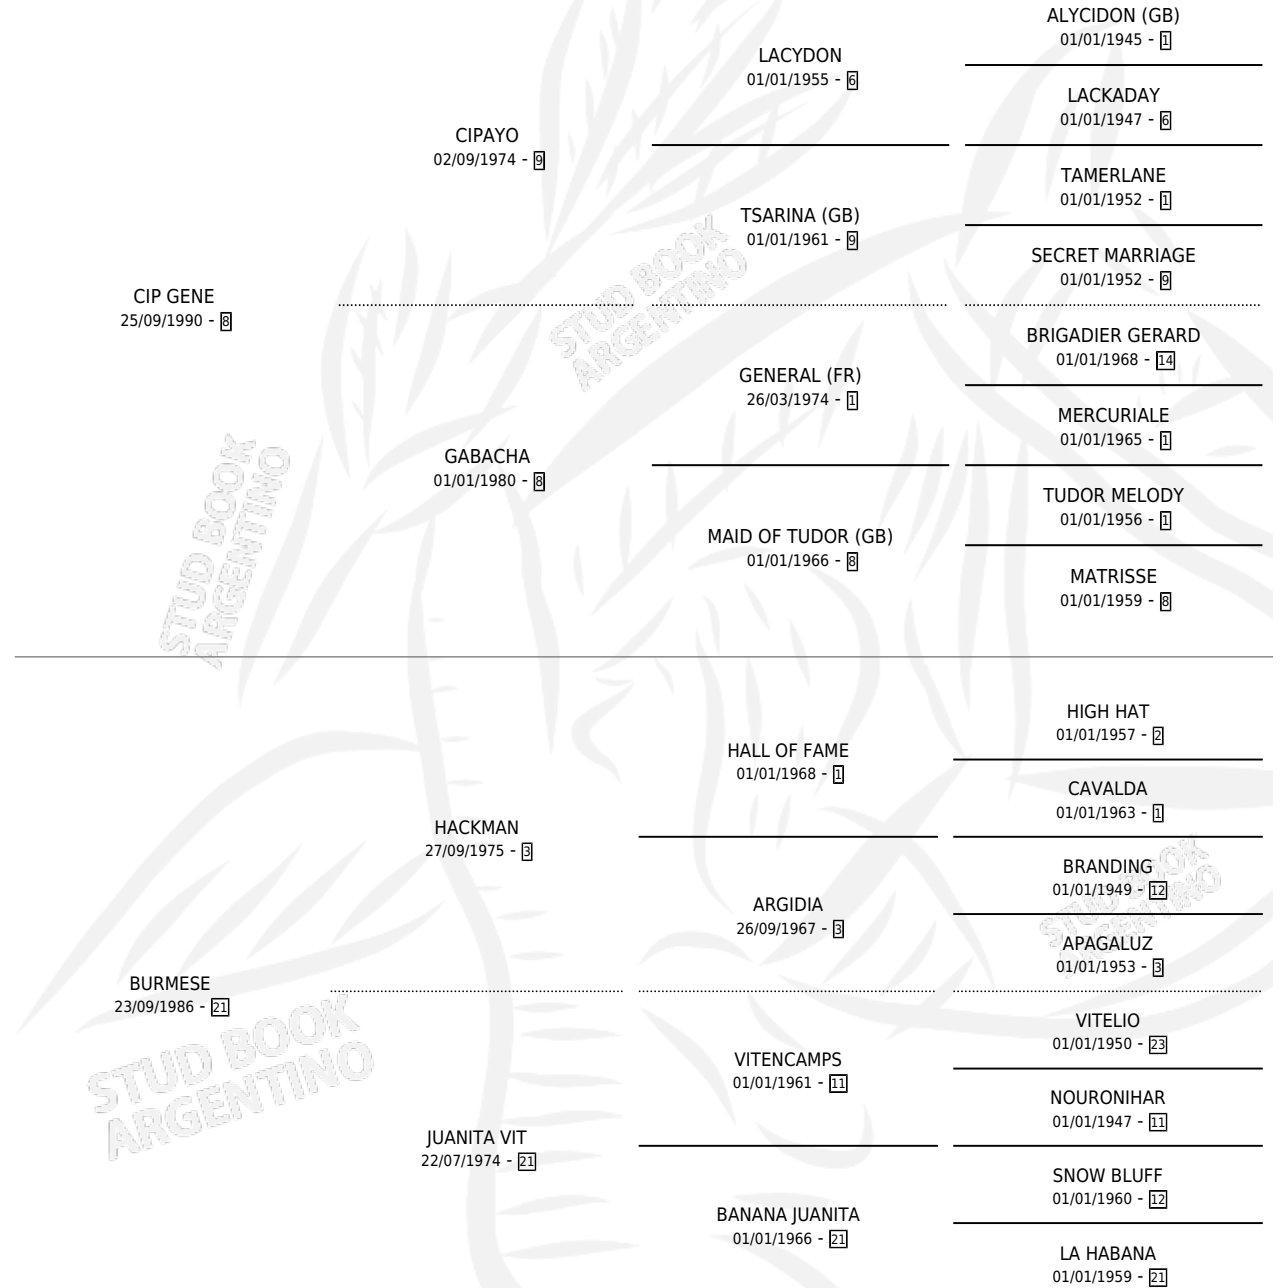 ALYCIDON (GB)
01/01/1945 - 1
LACYDON
01/01/1955 - 6
LACKADAY
01/01/1947 - 6
CIPAYO
02/09/1974 - 9
TAMERLANE
01/01/1952 - 1
TSARINA (GB)
01/01/1961 - 9
SECRET MARRIAGE
01/01/1952 - 9
CIP GENE
25/09/1990 - 8
STUD BOOK
ARGENTINO
BRIGADIER GERARD
01/01/1968 - 14
GENERAL (FR)
26/03/1974 - 1
MERCURIALE
01/01/1965 - 1
GABACHA
01/01/1980 - 8
TUDOR MELODY
01/01/1956 - 1
MAID OF TUDOR (GB)
01/01/1966 - 8
MATRISSE
01/01/1959 - 8
STUD BOOK
ARGENTINO
HIGH HAT
01/01/1957 - 2
HALL OF FAME
01/01/1968 - 1
CAVALDA
01/01/1963 - 1
HACKMAN
27/09/1975 - 3
BRANDING
01/01/1949 - 12
ARGIDIA
26/09/1967 - 3
STUD BOOK
ARGENTINO
APAGALUZ
01/01/1953 - 3
BURMESE
23/09/1986 - 21
VITELIO
01/01/1950 - 23
VITENCAMPS
01/01/1961 - 11
NOURONIHAR
01/01/1947 - 11
STUD BOOK
ARGENTINO
JUANITA VIT
22/07/1974 - 21
SNOW BLUFF
01/01/1960 - 12
BANANA JUANITA
01/01/1966 - 21
LA HABANA
01/01/1959 - 21